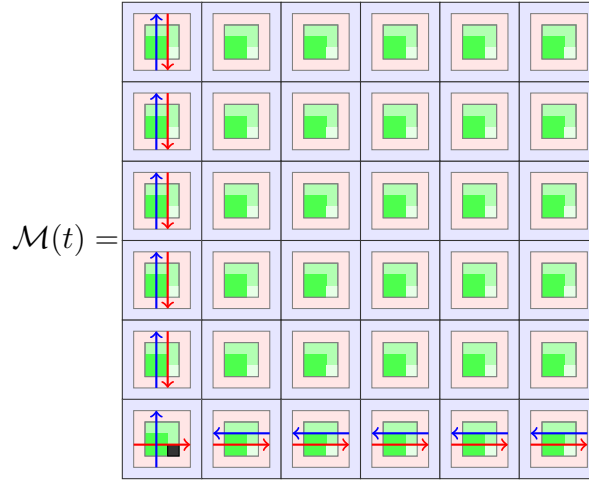 ℳ(t) =